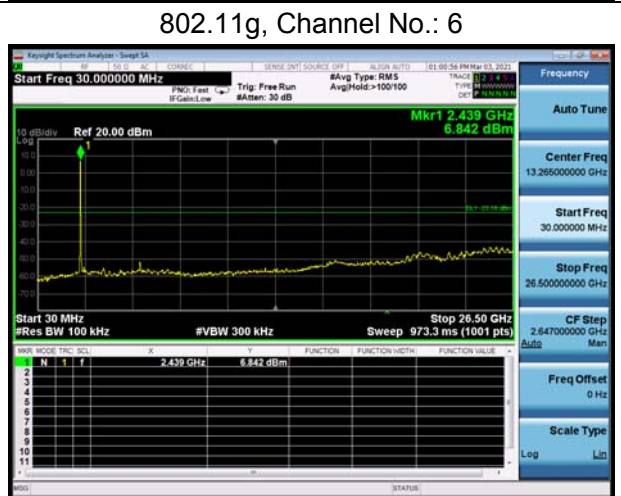 802.11g, Channel No.: 6
Keysight Spectrum Analyzer - Swept SA
RF 50 Ω AC CORREC SENSE:INT SOURCE OFF ALIGN AUTO 01:00:56 PM Mar 03, 2021
Start Freq 30.000000 MHz
PNO: Fast Trig: Free Run #Avg Type: RMS TRACE 1 2 3 4 5 6
IFGain:Low #Atten: 30 dB Avg|Hold:>100/100 TYPE M WWWWW
DET P N N N N N
Frequency
Mkr1 2.439 GHz
6.842 dBm
10 dB/div Ref 20.00 dBm
Log
1
10.0
0.00
-10.0
-20.0
-30.0
-40.0
-50.0
-60.0
-70.0
Start 30 MHz Stop 26.50 GHz
#Res BW 100 kHz #VBW 300 kHz Sweep 973.3 ms (1001 pts)
MKR MODE TRC SCL X Y FUNCTION FUNCTION WIDTH FUNCTION VALUE
1 N 1 f 2.439 GHz 6.842 dBm
2
3
4
5
6
7
8
9
10
11
MSG STATUS
Auto Tune
Center Freq
13.265000000 GHz
Start Freq
30.000000 MHz
Stop Freq
26.500000000 GHz
CF Step
2.647000000 GHz
Auto Man
Freq Offset
0 Hz
Scale Type
Log Lin